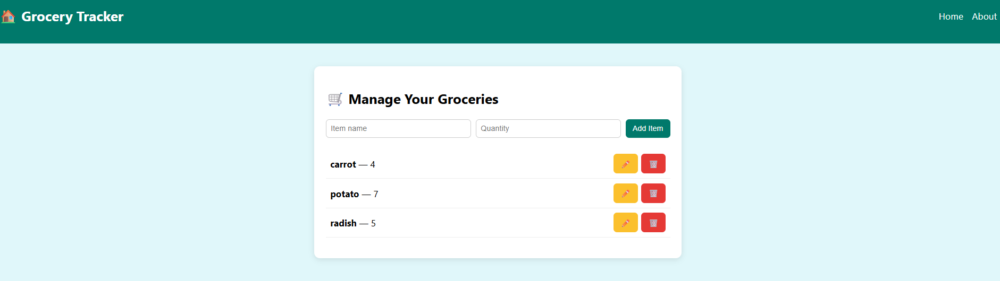 Grocery Tracker
Home About
Manage Your Groceries
Item name Quantity Add Item
carrot — 4
potato — 7
radish — 5